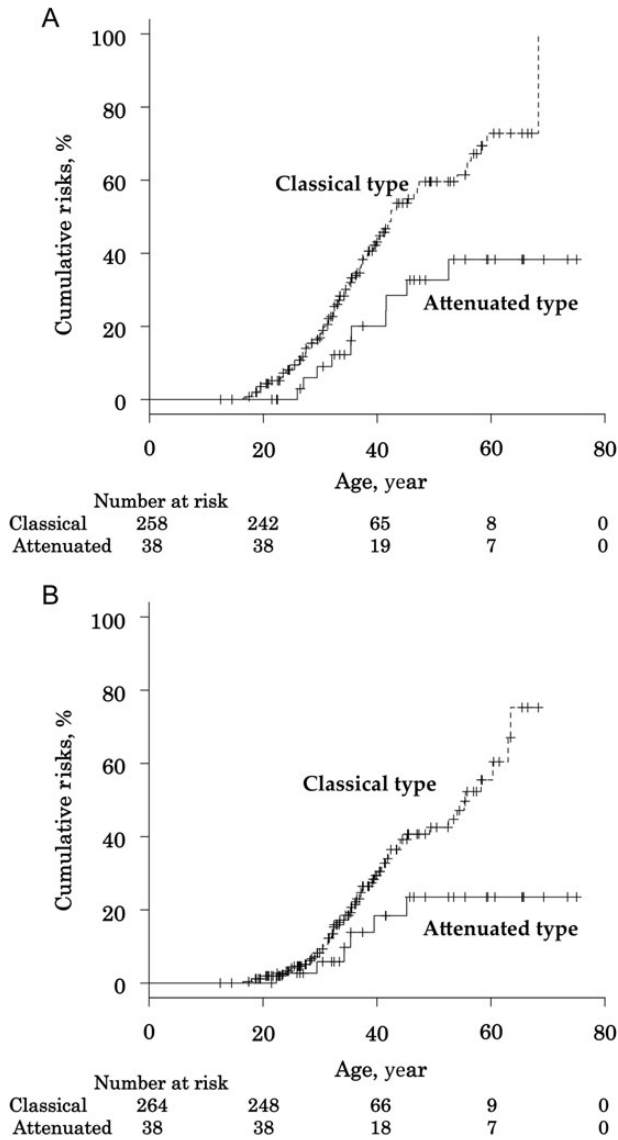 A
100
80
60
40
20
0
Cumulative risks, %
Classical type
Attenuated type
0 20 40 60 80
Age, year
Number at risk
Classical 258 242 65 8 0
Attenuated 38 38 19 7 0
B
100
80
60
40
20
0
Cumulative risks, %
Classical type
Attenuated type
0 20 40 60 80
Age, year
Number at risk
Classical 264 248 66 9 0
Attenuated 38 38 18 7 0